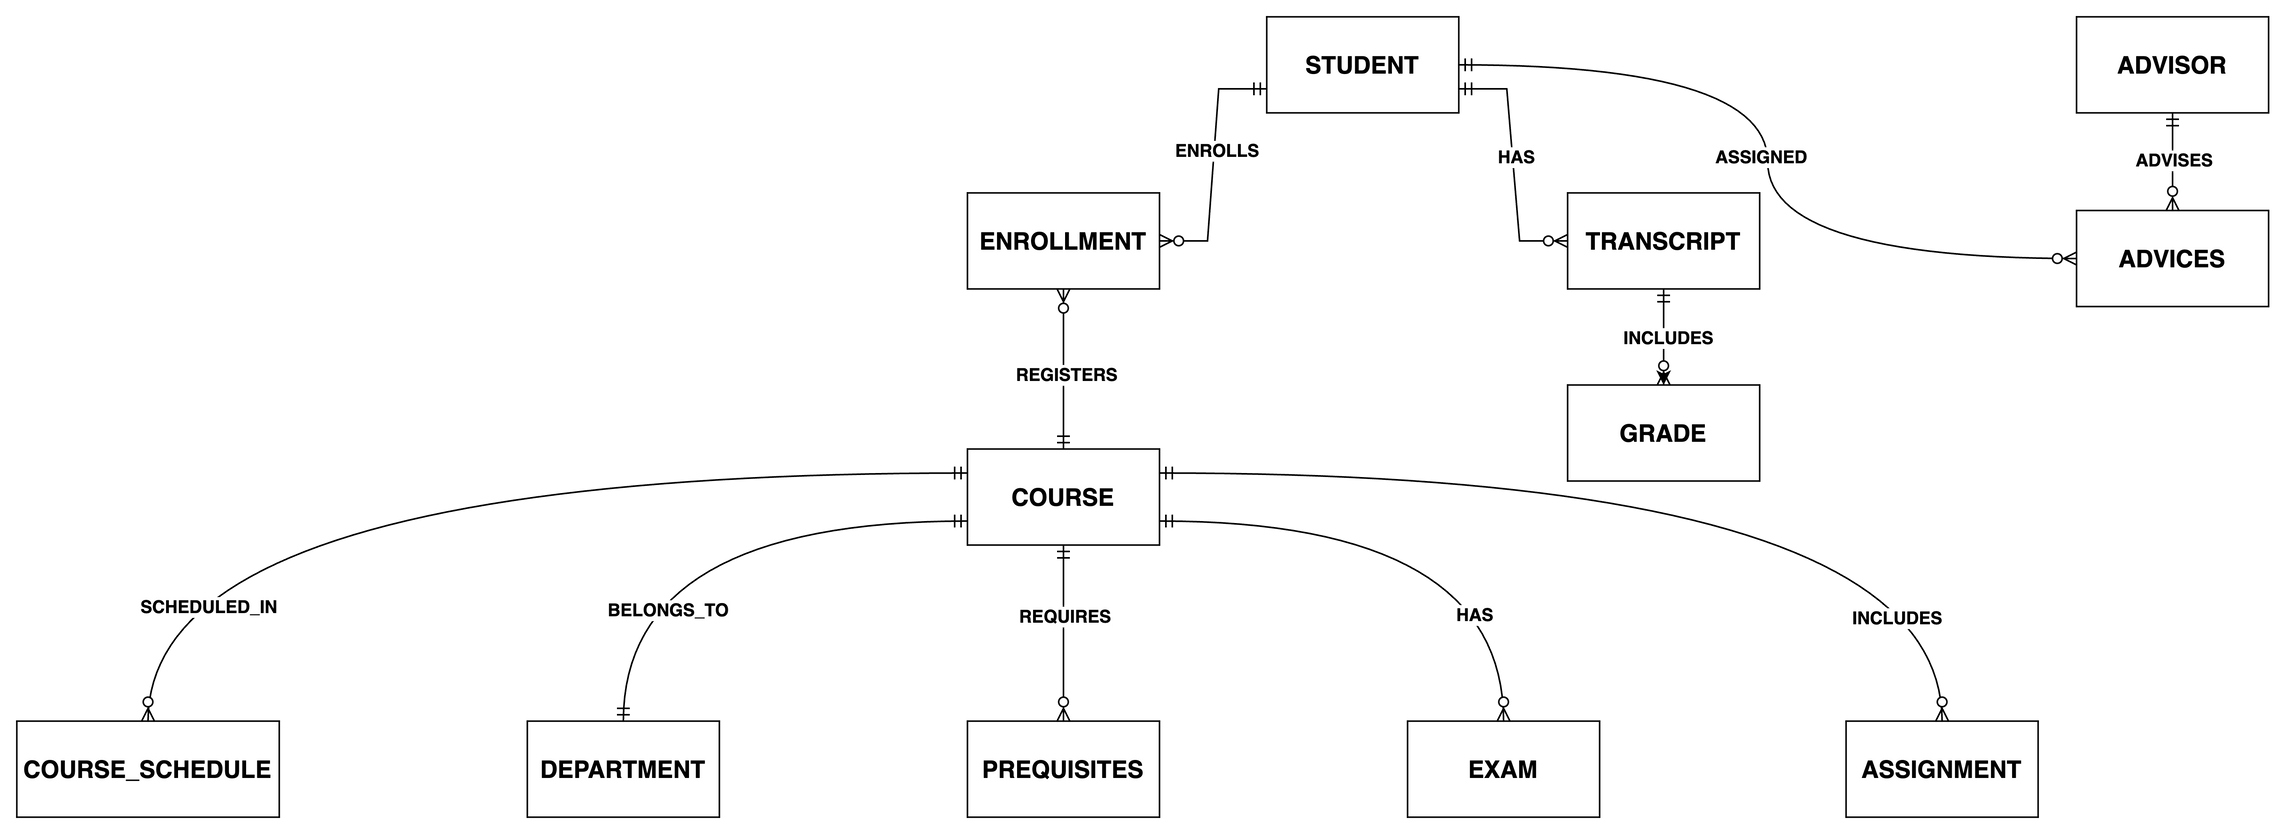 STUDENT
ADVISOR
ENROLLS
HAS
ASSIGNED
ADVISES
ENROLLMENT
TRANSCRIPT
ADVICES
INCLUDES
REGISTERS
GRADE
COURSE
SCHEDULED_IN
BELONGS_TO
REQUIRES
HAS
INCLUDES
COURSE_SCHEDULE
DEPARTMENT
PREQUISITES
EXAM
ASSIGNMENT